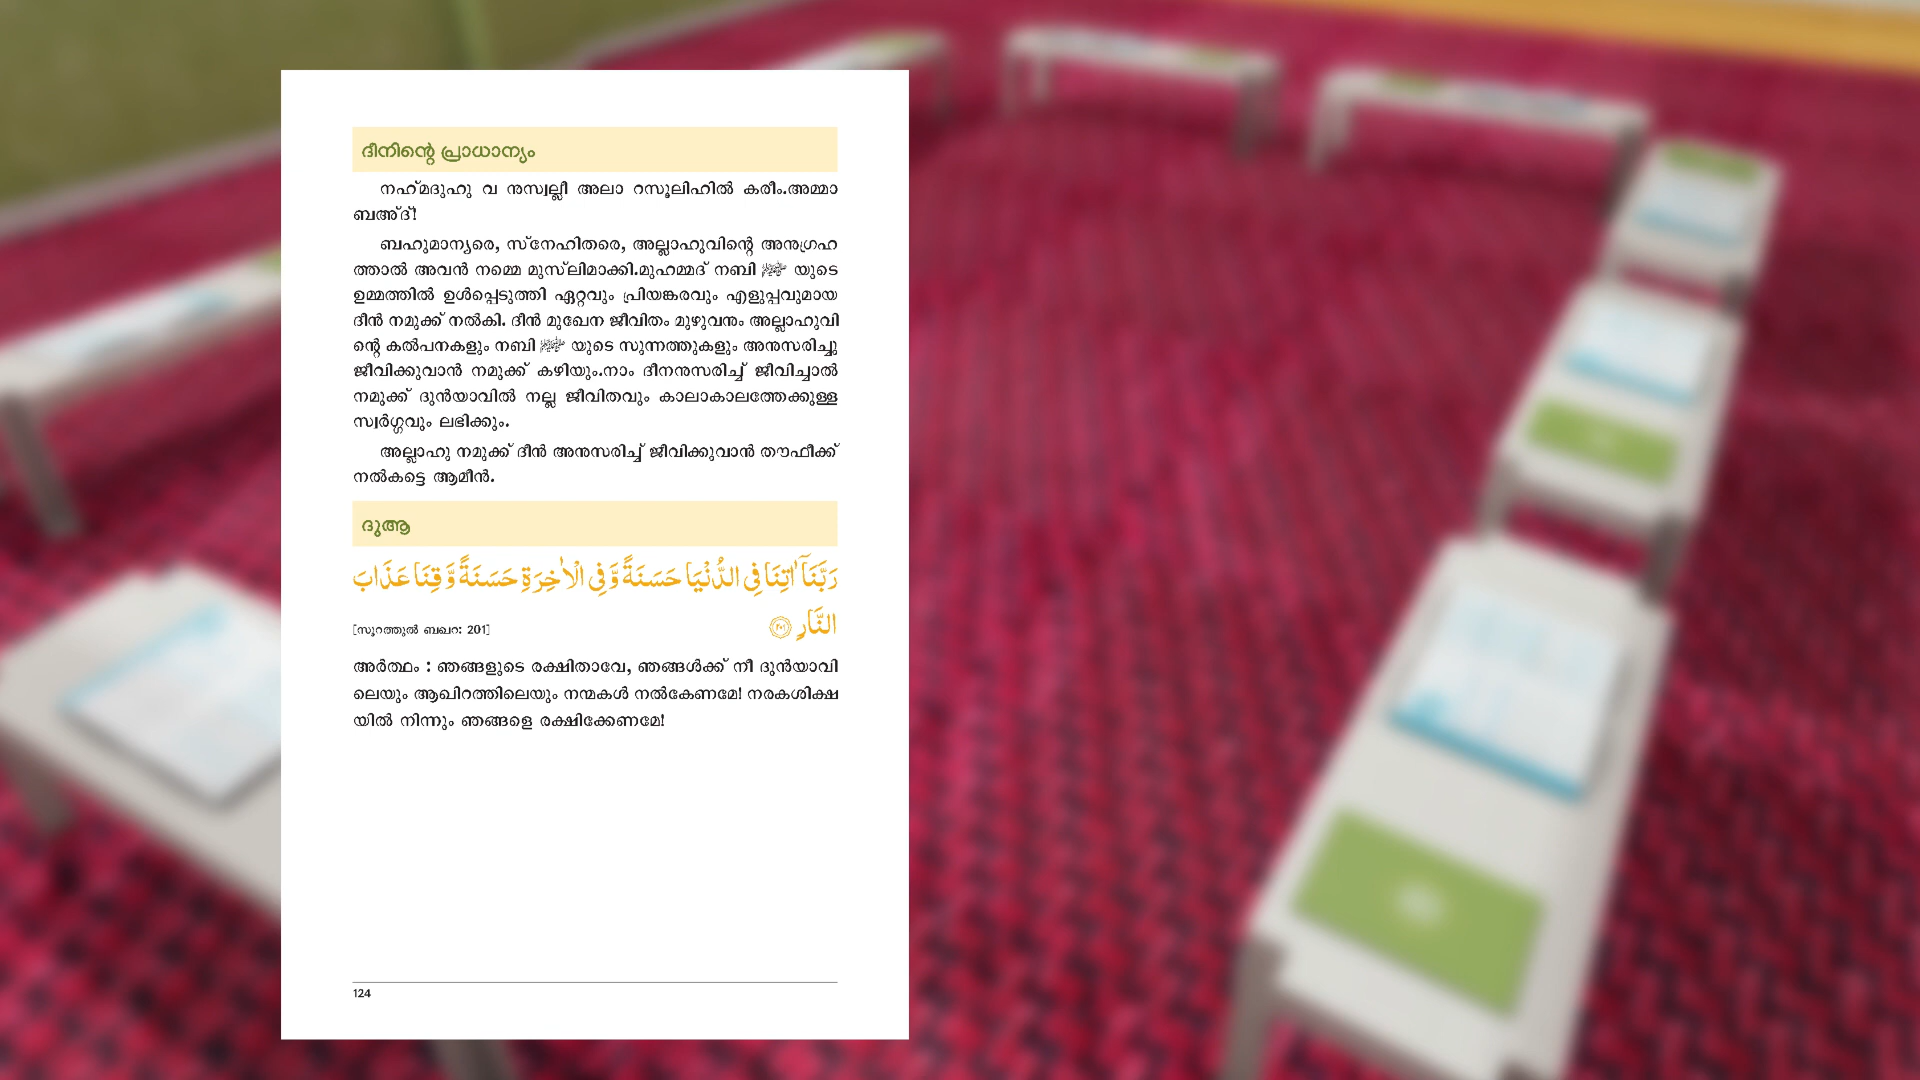 ദീനിന്റെ പ്രാധാന്യം
നഹ്‌മദുഹു വ നുസ്വല്ലീ അലാ റസൂലിഹിൽ കരീം.അമ്മാ
ബഅ്ദ്!
ബഹുമാന്യരെ, സ്നേഹിതരെ, അല്ലാഹുവിന്റെ അനുഗ്രഹ
ത്താൽ അവൻ നമ്മെ മുസ്‌ലിമാക്കി.മുഹമ്മദ് നബി ﷺ യുടെ
ഉമ്മത്തിൽ ഉൾപ്പെടുത്തി ഏറ്റവും പ്രിയങ്കരവും എളുപ്പവുമായ
ദീൻ നമുക്ക് നൽകി. ദീൻ മുഖേന ജീവിതം മുഴുവനും അല്ലാഹുവി
ന്റെ കൽപനകളും നബി ﷺ യുടെ സുന്നത്തുകളും അനുസരിച്ചു
ജീവിക്കുവാൻ നമുക്ക് കഴിയും.നാം ദീനനുസരിച്ച് ജീവിച്ചാൽ
നമുക്ക് ദുൻയാവിൽ നല്ല ജീവിതവും കാലാകാലത്തേക്കുള്ള
സ്വർഗ്ഗവും ലഭിക്കും.
അല്ലാഹു നമുക്ക് ദീൻ അനുസരിച്ച് ജീവിക്കുവാൻ തൗഫീക്ക്
നൽകട്ടെ ആമീൻ.
ദുആ
رَبَّنَآ اٰتِنَا فِى الدُّنْيَا حَسَنَةً وَّفِى الْاٰخِرَةِ حَسَنَةً وَّقِنَا عَذَابَ
النَّارِ ۝٢٠١
[സൂറത്തുൽ ബഖറ: 201]
അർത്ഥം : ഞങ്ങളുടെ രക്ഷിതാവേ, ഞങ്ങൾക്ക് നീ ദുൻയാവി
ലെയും ആഖിറത്തിലെയും നന്മകൾ നൽകേണമേ! നരകശിക്ഷ
യിൽ നിന്നും ഞങ്ങളെ രക്ഷിക്കേണമേ!
124